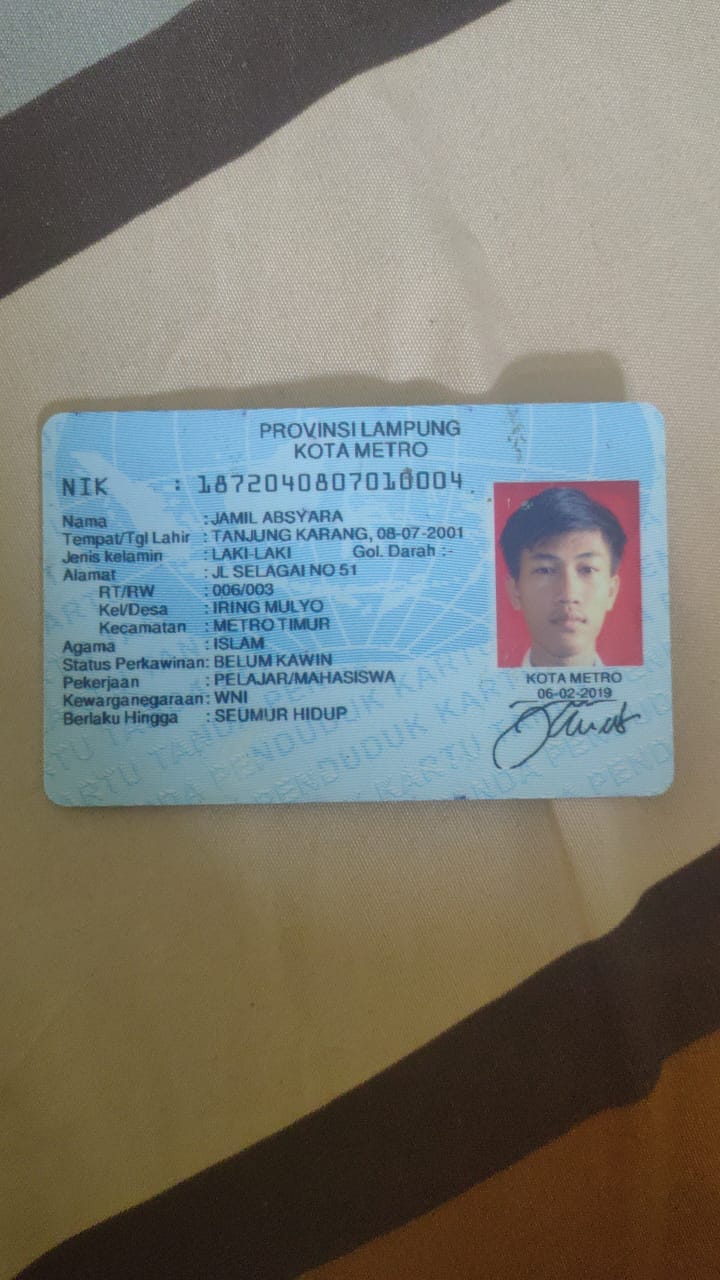 PROVINSI LAMPUNG
KOTA METRO
NIK : 1872040807010004
Nama : JAMIL ABSYARA
Tempat/Tgl Lahir : TANJUNG KARANG, 08-07-2001
Jenis kelamin : LAKI-LAKI Gol. Darah :-
Alamat : JL SELAGAI NO 51
RT/RW : 006/003
Kel/Desa : IRING MULYO
Kecamatan : METRO TIMUR
Agama : ISLAM
Status Perkawinan: BELUM KAWIN
Pekerjaan : PELAJAR/MAHASISWA
Kewarganegaraan: WNI
Berlaku Hingga : SEUMUR HIDUP
KOTA METRO
06-02-2019
KARTU TANDA PENDUDUK